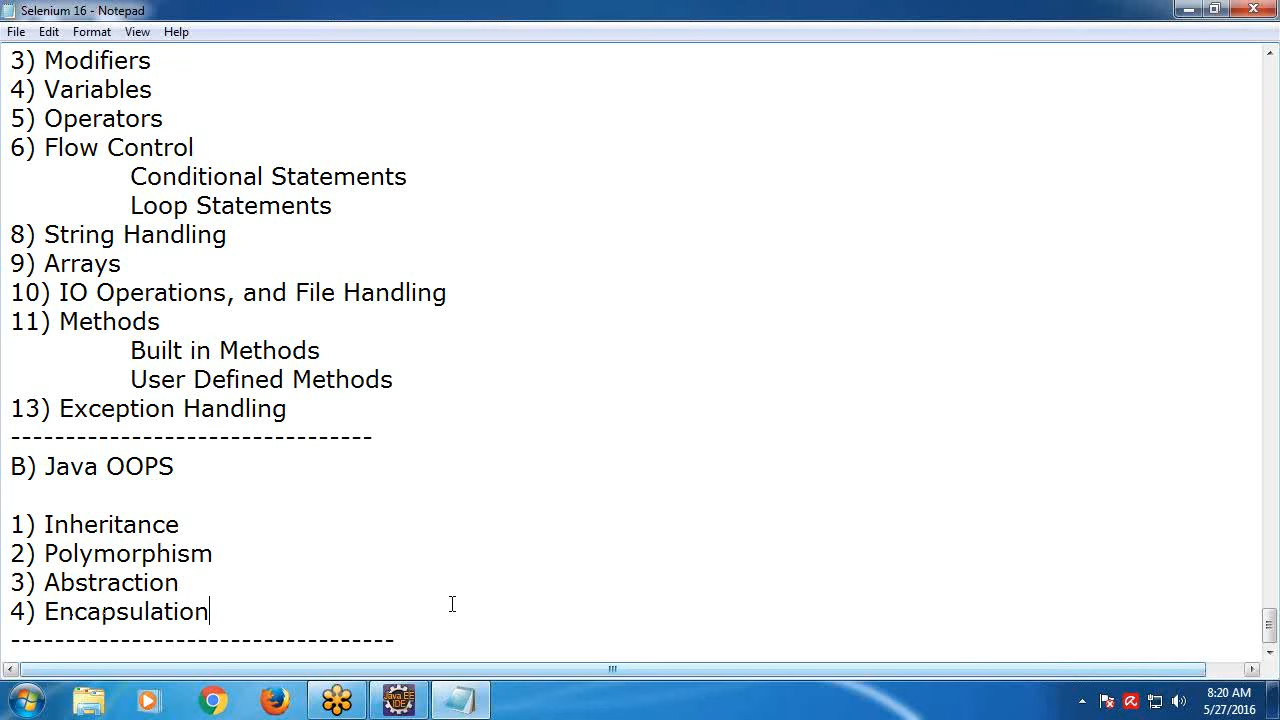 Selenium 16 - Notepad
File Edit Format View Help
3) Modifiers
4) Variables
5) Operators
6) Flow Control
Conditional Statements
Loop Statements
8) String Handling
9) Arrays
10) IO Operations, and File Handling
11) Methods
Built in Methods
User Defined Methods
13) Exception Handling
---------------------------------
B) Java OOPS
1) Inheritance
2) Polymorphism
3) Abstraction
4) Encapsulation
-----------------------------------
Java EE
IDE
8:20 AM
5/27/2016